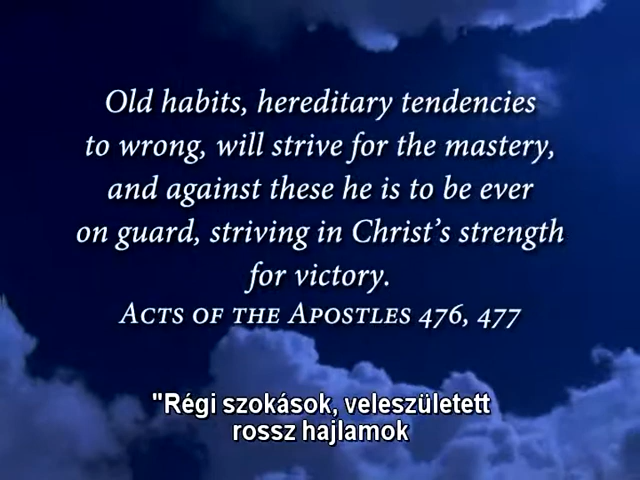 Old habits, hereditary tendencies
to wrong, will strive for the mastery,
and against these he is to be ever
on guard, striving in Christ's strength
for victory.
ACTS OF THE APOSTLES 476, 477
"Régi szokások, veleszületett
rossz hajlamok